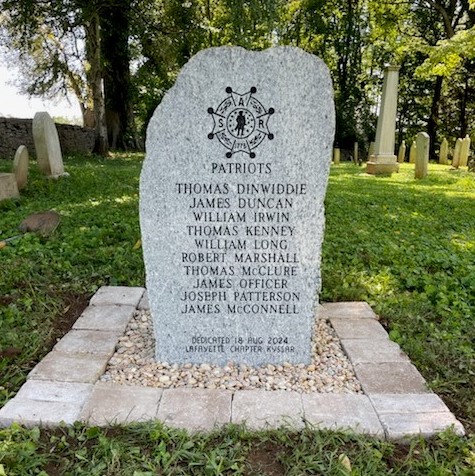 S A R
1775
PATRIOTS
THOMAS DINWIDDIE
JAMES DUNCAN
WILLIAM IRWIN
THOMAS KENNEY
WILLIAM LONG
ROBERT MARSHALL
THOMAS McCLURE
JAMES OFFICER
JOSEPH PATTERSON
JAMES McCONNELL
DEDICATED 18 AUG 2024
LAFAYETTE CHAPTER KYSSAR